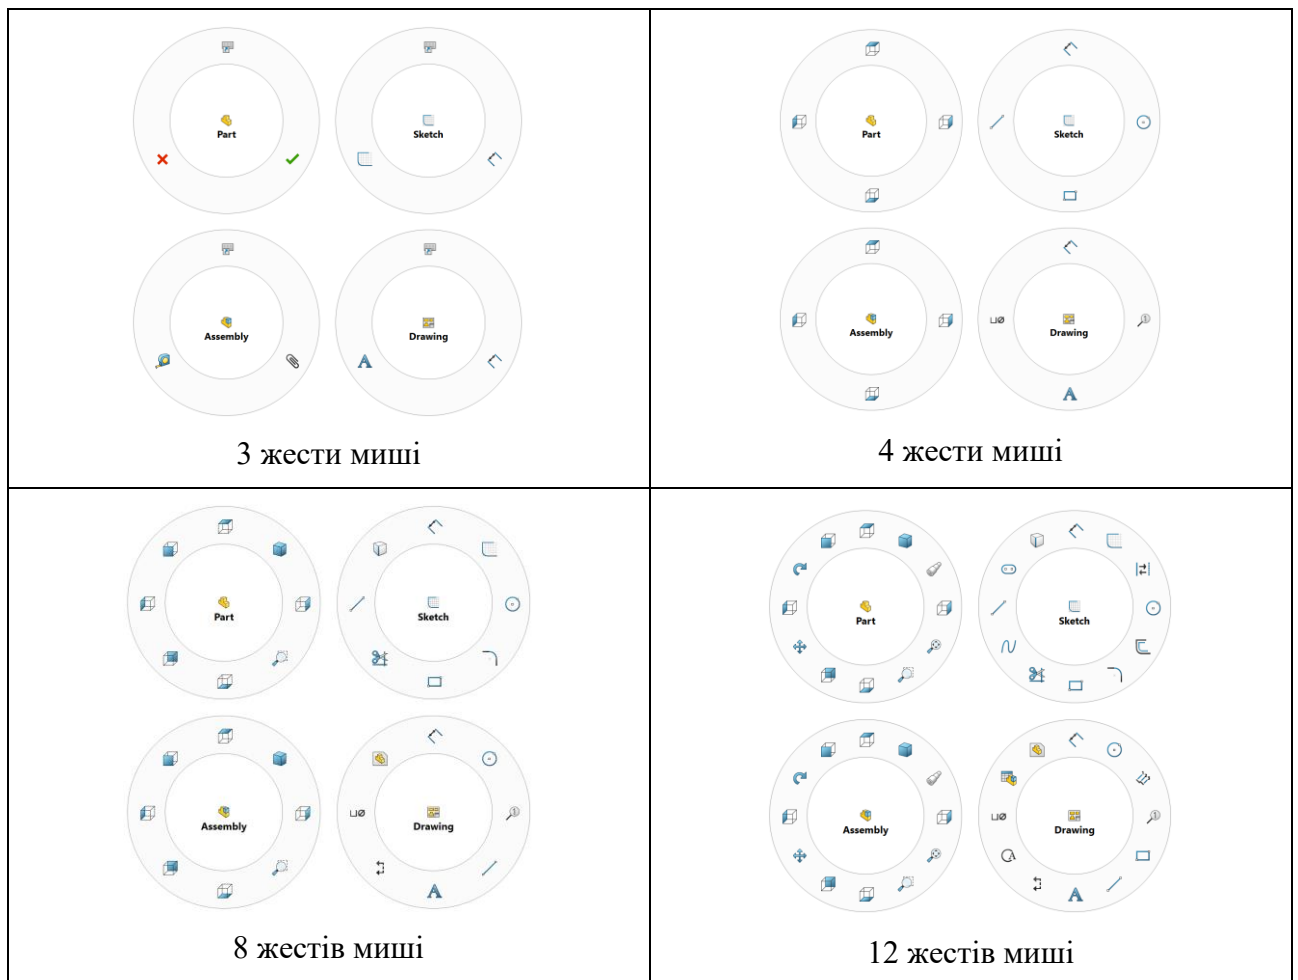 Part
Sketch
Assembly
Drawing
3 жести миші
Part
Sketch
Assembly
Drawing
4 жести миші
Part
Sketch
Assembly
Drawing
8 жестів миші
Part
Sketch
Assembly
Drawing
12 жестів миші